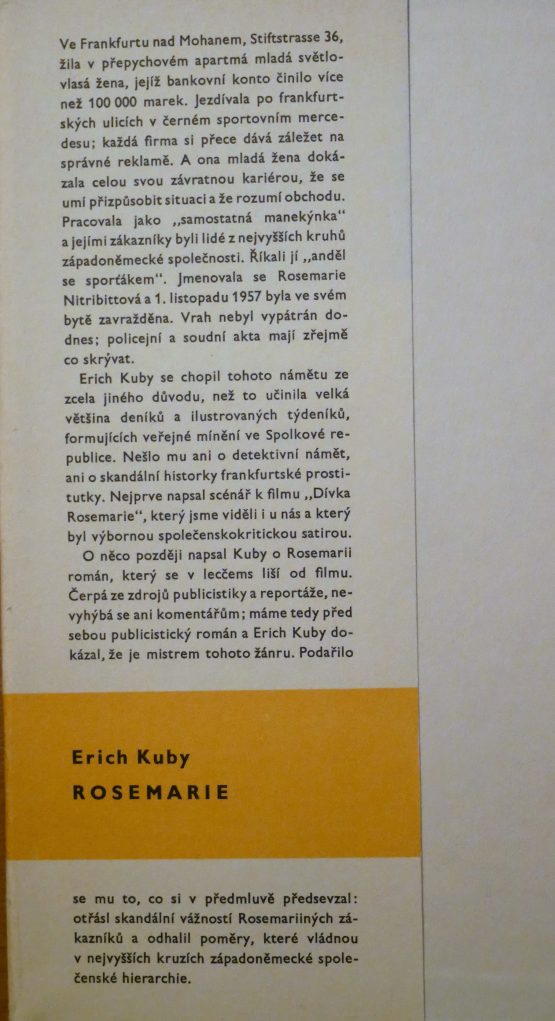 Ve Frankfurtu nad Mohanem, Stiftstrasse 36,
žila v přepychovém apartmá mladá světlo-
vlasá žena, jejíž bankovní konto činilo více
než 100 000 marek. Jezdívala po frankfurt-
ských ulicích v černém sportovním merce-
desu; každá firma si přece dává záležet na
správné reklamě. A ona mladá žena doká-
zala celou svou závratnou kariérou, že se
umí přizpůsobit situaci a že rozumí obchodu.
Pracovala jako „samostatná manekýnka“
a jejími zákazníky byli lidé z nejvyšších kruhů
západoněmecké společnosti. Říkali jí „anděl
se sporťákem“. Jmenovala se Rosemarie
Nitribittová a 1. listopadu 1957 byla ve svém
bytě zavražděna. Vrah nebyl vypátrán do-
dnes; policejní a soudní akta mají zřejmě
co skrývat.
Erich Kuby se chopil tohoto námětu ze
zcela jiného důvodu, než to učinila velká
většina deníků a ilustrovaných týdeníků,
formujících veřejné mínění ve Spolkové re-
publice. Nešlo mu ani o detektivní námět,
ani o skandální historky frankfurtské prosti-
tutky. Nejprve napsal scénář k filmu „Dívka
Rosemarie“, který jsme viděli i u nás a který
byl výbornou společenskokritickou satirou.
O něco později napsal Kuby o Rosemarii
román, který se v lecčems liší od filmu.
Čerpá ze zdrojů publicistiky a reportáže, ne-
vyhýbá se ani komentářům; máme tedy před
sebou publicistický román a Erich Kuby do-
kázal, že je mistrem tohoto žánru. Podařilo
Erich Kuby
ROSEMARIE
se mu to, co si v předmluvě předsevzal:
otřásl skandální vážností Rosemariiných zá-
kazníků a odhalil poměry, které vládnou
v nejvyšších kruzích západoněmecké spole-
čenské hierarchie.